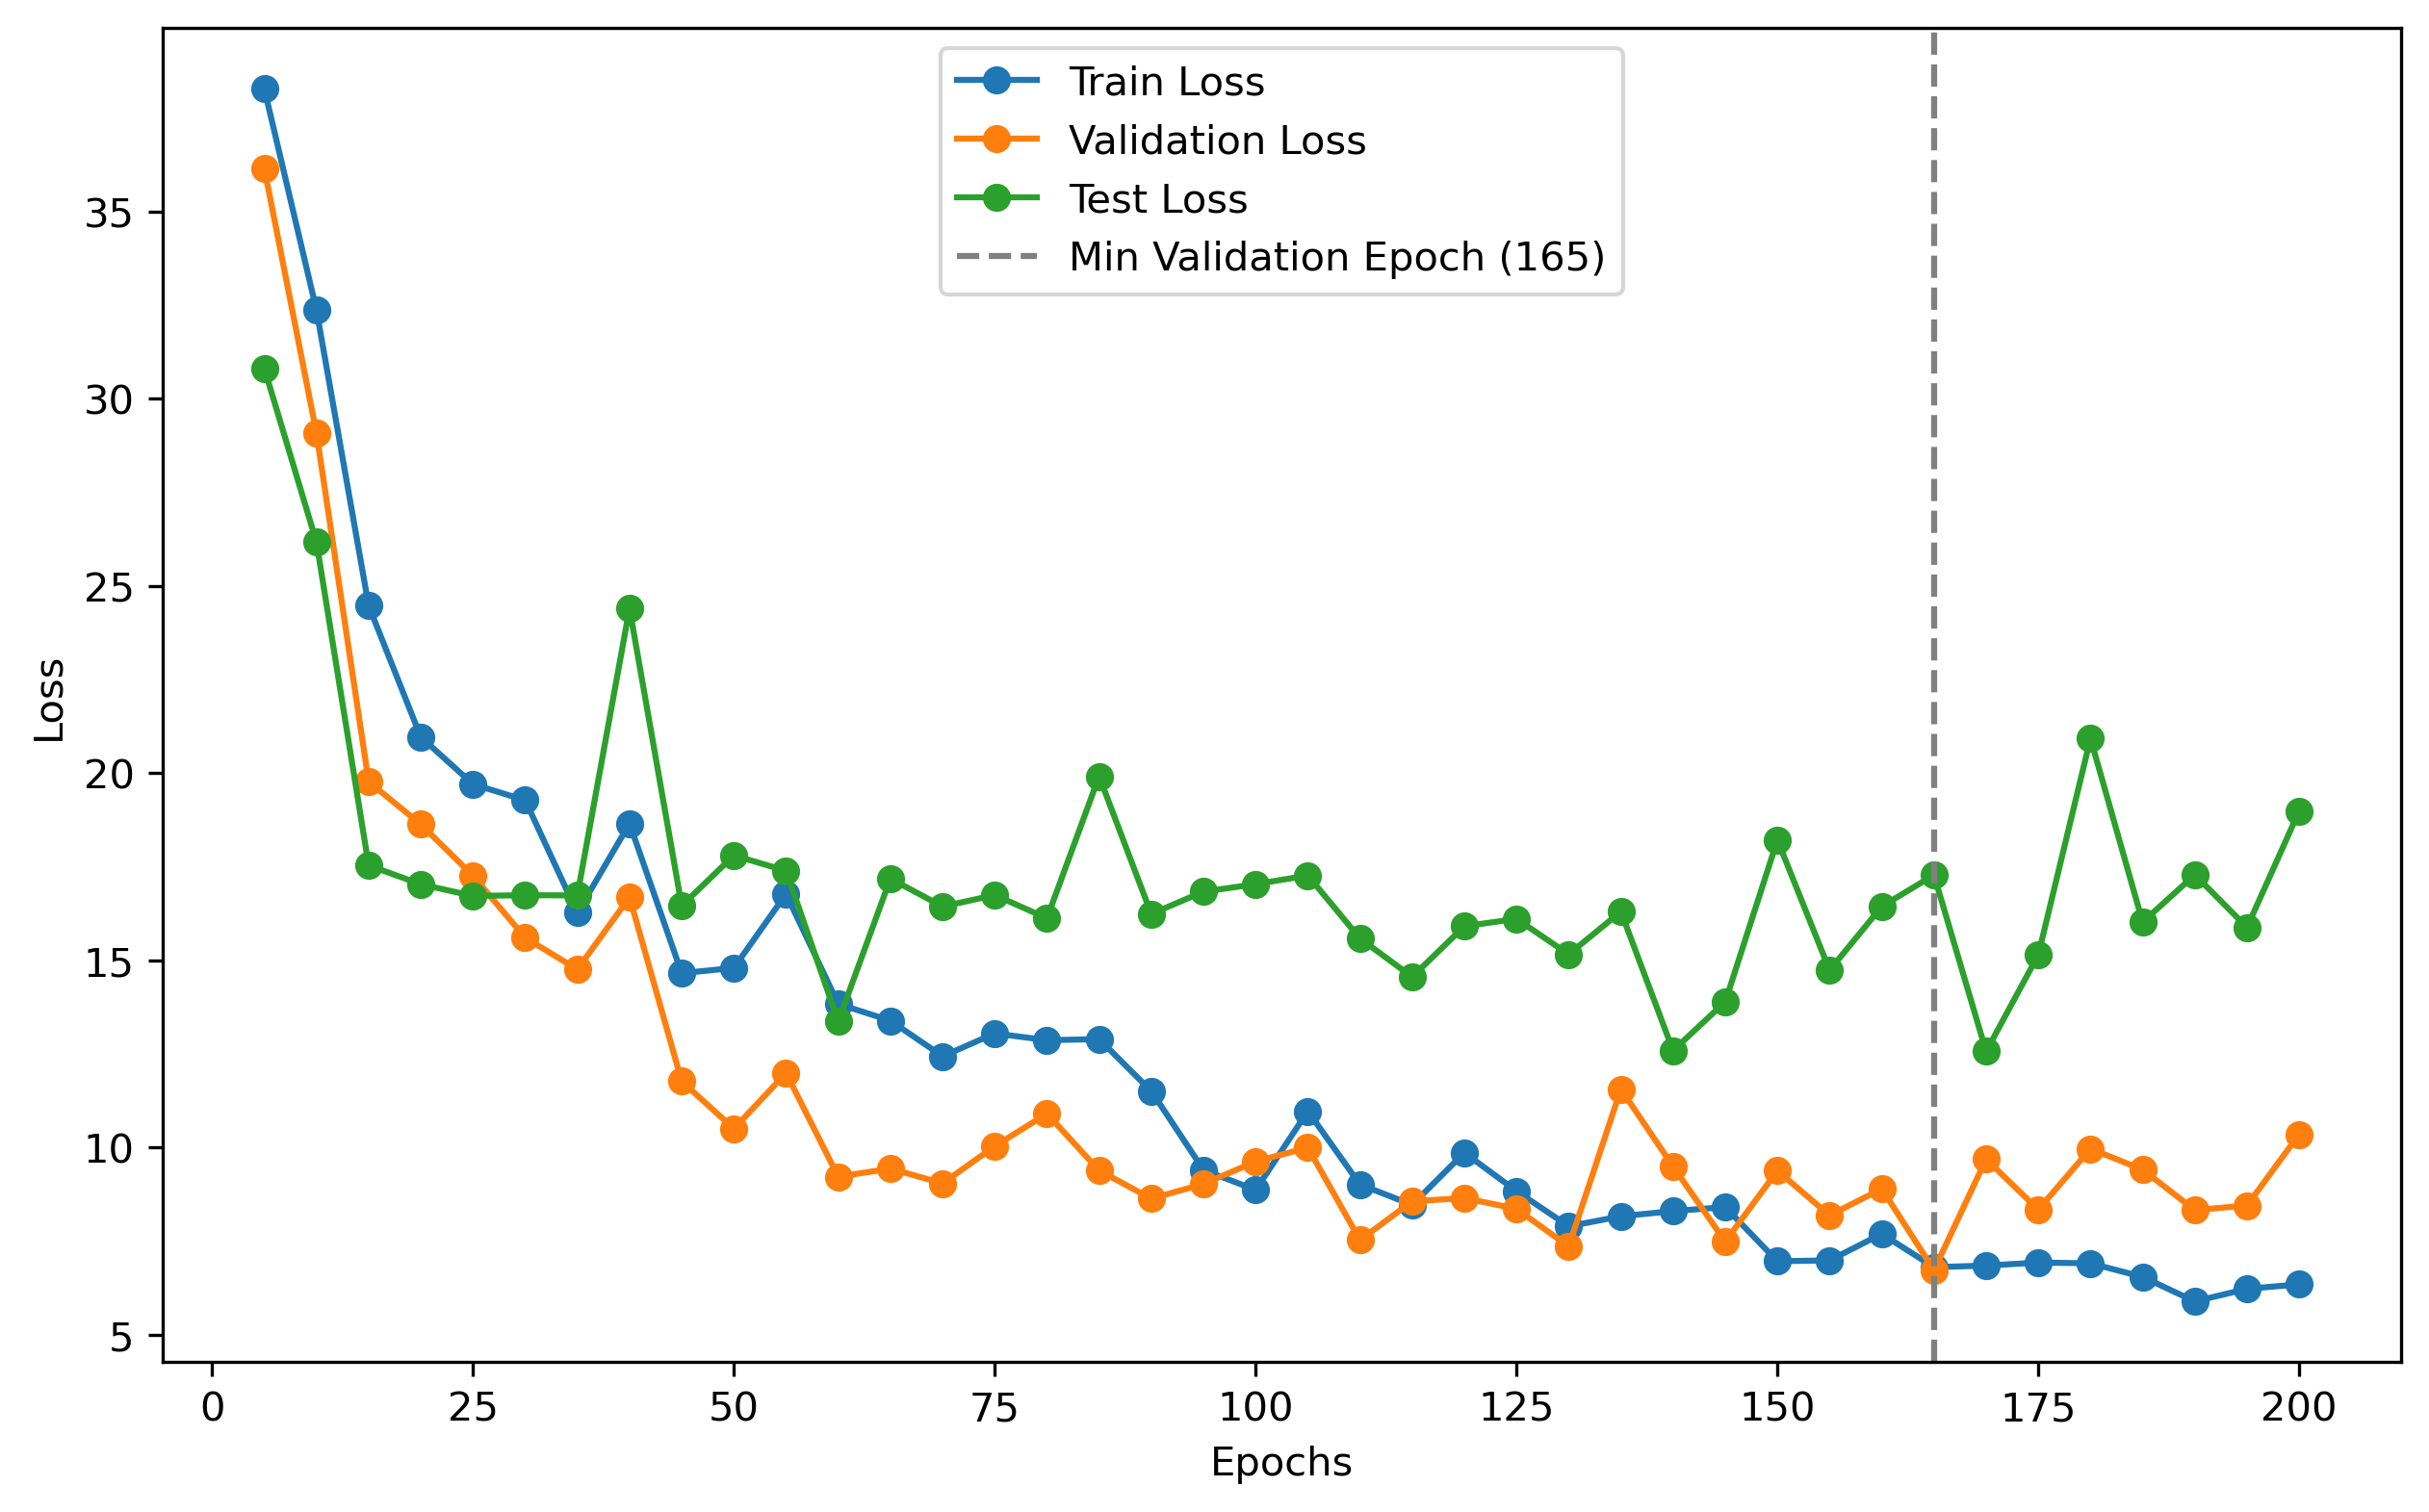 Train Loss
Validation Loss
Test Loss
Min Validation Epoch (165)
35
30
25
20
15
10
5
Loss
0 25 50 75 100 125 150 175 200
Epochs